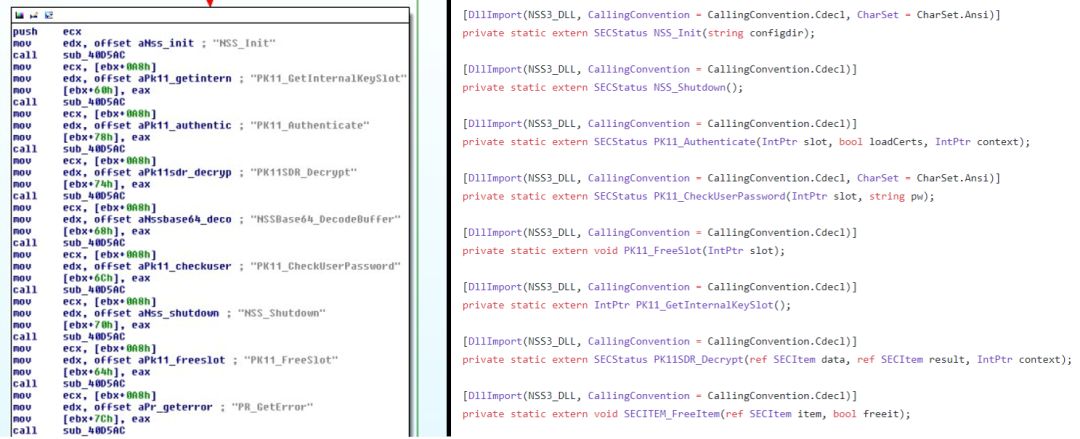 push ecx
mov edx, offset aNss_init ; "NSS_Init"
call sub_40D5AC
mov ecx, [ebx+0A8h]
mov edx, offset aPk11_getintern ; "PK11_GetInternalKeySlot"
mov [ebx+60h], eax
call sub_40D5AC
mov ecx, [ebx+0A8h]
mov edx, offset aPk11_authentic ; "PK11_Authenticate"
mov [ebx+78h], eax
call sub_40D5AC
mov ecx, [ebx+0A8h]
mov edx, offset aPk11sdr_decryp ; "PK11SDR_Decrypt"
mov [ebx+74h], eax
call sub_40D5AC
mov ecx, [ebx+0A8h]
mov edx, offset aNssbase64_deco ; "NSSBase64_DecodeBuffer"
mov [ebx+68h], eax
call sub_40D5AC
mov ecx, [ebx+0A8h]
mov edx, offset aPk11_checkuser ; "PK11_CheckUserPassword"
mov [ebx+6Ch], eax
call sub_40D5AC
mov ecx, [ebx+0A8h]
mov edx, offset aNss_shutdown ; "NSS_Shutdown"
mov [ebx+70h], eax
call sub_40D5AC
mov ecx, [ebx+0A8h]
mov edx, offset aPk11_freeslot ; "PK11_FreeSlot"
mov [ebx+64h], eax
call sub_40D5AC
mov ecx, [ebx+0A8h]
mov edx, offset aPr_geterror ; "PR_GetError"
mov [ebx+7Ch], eax
call sub_40D5AC
[DllImport(NSS3_DLL, CallingConvention = CallingConvention.Cdecl, CharSet = CharSet.Ansi)]
private static extern SECStatus NSS_Init(string configdir);
[DllImport(NSS3_DLL, CallingConvention = CallingConvention.Cdecl)]
private static extern SECStatus NSS_Shutdown();
[DllImport(NSS3_DLL, CallingConvention = CallingConvention.Cdecl)]
private static extern SECStatus PK11_Authenticate(IntPtr slot, bool loadCerts, IntPtr context);
[DllImport(NSS3_DLL, CallingConvention = CallingConvention.Cdecl, CharSet = CharSet.Ansi)]
private static extern SECStatus PK11_CheckUserPassword(IntPtr slot, string pw);
[DllImport(NSS3_DLL, CallingConvention = CallingConvention.Cdecl)]
private static extern void PK11_FreeSlot(IntPtr slot);
[DllImport(NSS3_DLL, CallingConvention = CallingConvention.Cdecl)]
private static extern IntPtr PK11_GetInternalKeySlot();
[DllImport(NSS3_DLL, CallingConvention = CallingConvention.Cdecl)]
private static extern SECStatus PK11SDR_Decrypt(ref SECItem data, ref SECItem result, IntPtr context);
[DllImport(NSS3_DLL, CallingConvention = CallingConvention.Cdecl)]
private static extern void SECITEM_FreeItem(ref SECItem item, bool freeit);